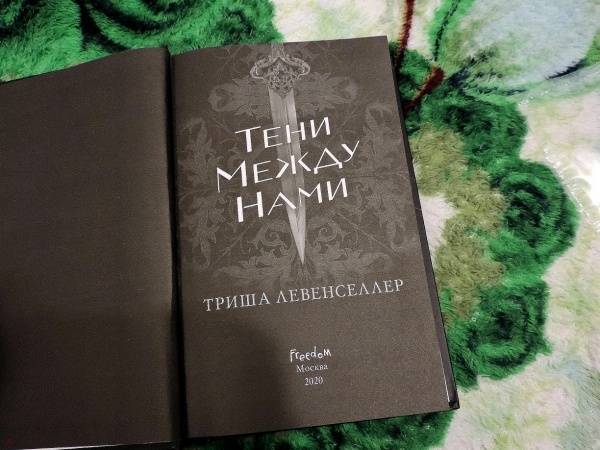 Тени
Между
Нами
Триша Левенселлер
Freedom
Москва
2020